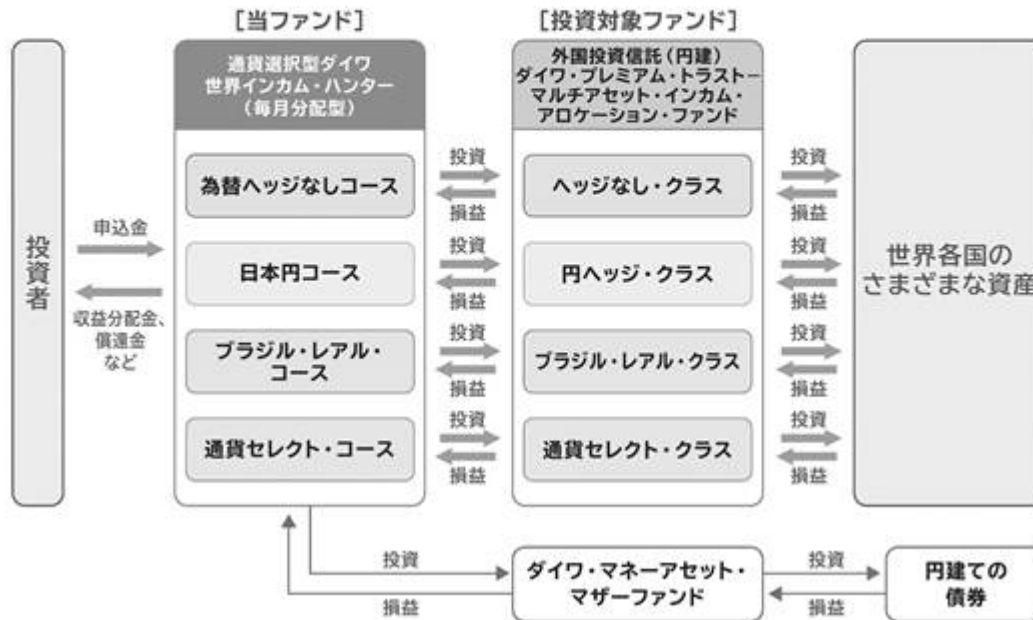 [当ファンド]
[投資対象ファンド]
通貨選択型ダイワ
世界インカム・ハンター
(毎月分配型)
外国投資信託(円建)
ダイワ・プレミアム・トラスト－
マルチアセット・インカム・
アロケーション・ファンド
投資者
申込金
収益分配金、
償還金
など
為替ヘッジなしコース
投資
損益
ヘッジなし・クラス
投資
損益
日本円コース
投資
損益
円ヘッジ・クラス
投資
損益
ブラジル・レアル・
コース
投資
損益
ブラジル・レアル・クラス
投資
損益
通貨セレクト・コース
投資
損益
通貨セレクト・クラス
投資
損益
世界各国の
さまざまな資産
投資
損益
ダイワ・マネーアセット・
マザーファンド
投資
損益
円建ての
債券